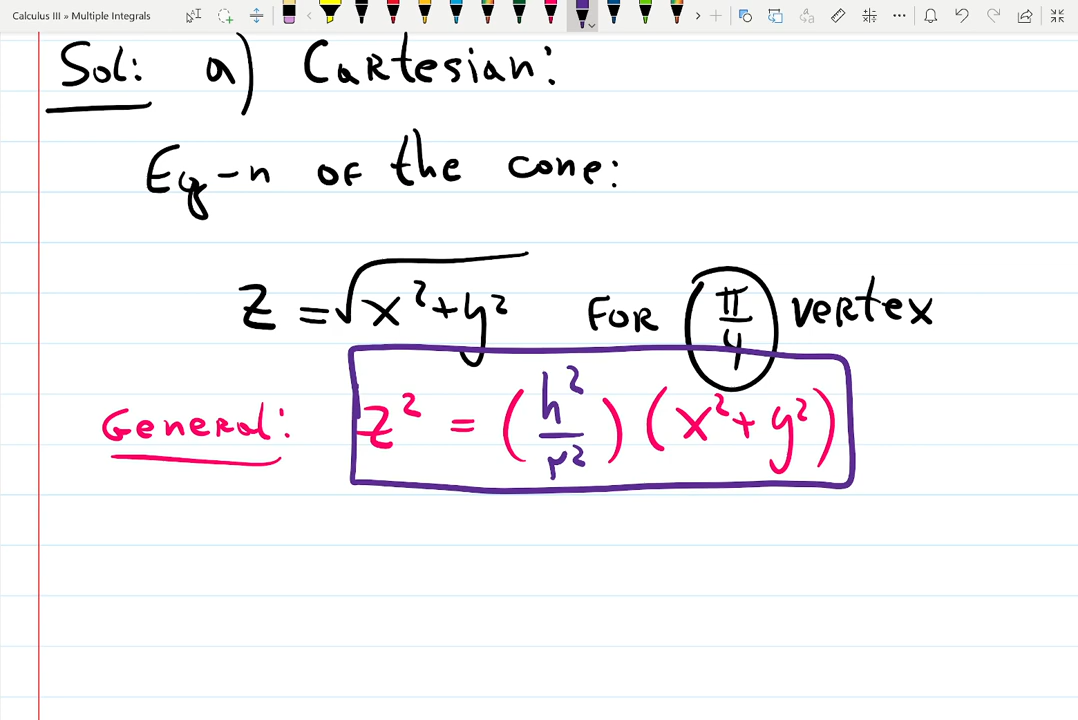 Calculus III » Multiple Integrals
Sol: a) Cartesian:
Eq-n of the cone:
z = √x²+y² for π/4 vertex
General: z² = (h²/r²) (x²+y²)